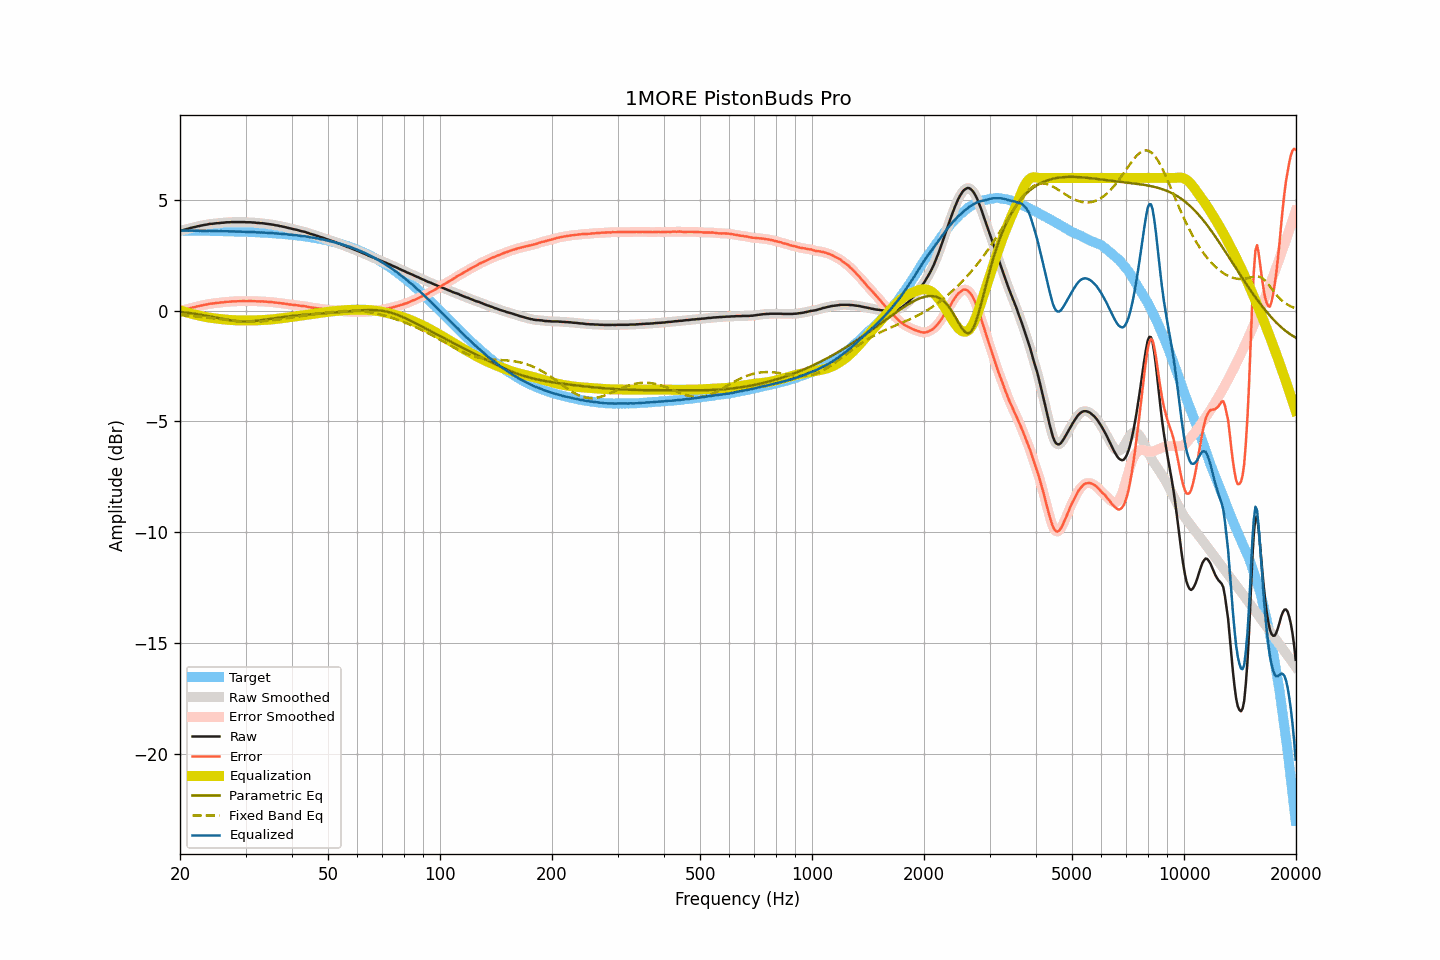 1MORE PistonBuds Pro
Amplitude (dBr)
5
0
−5
−10
−15
−20
Target
Raw Smoothed
Error Smoothed
Raw
Error
Equalization
Parametric Eq
Fixed Band Eq
Equalized
20 50 100 200 500 1000 2000 5000 10000 20000
Frequency (Hz)